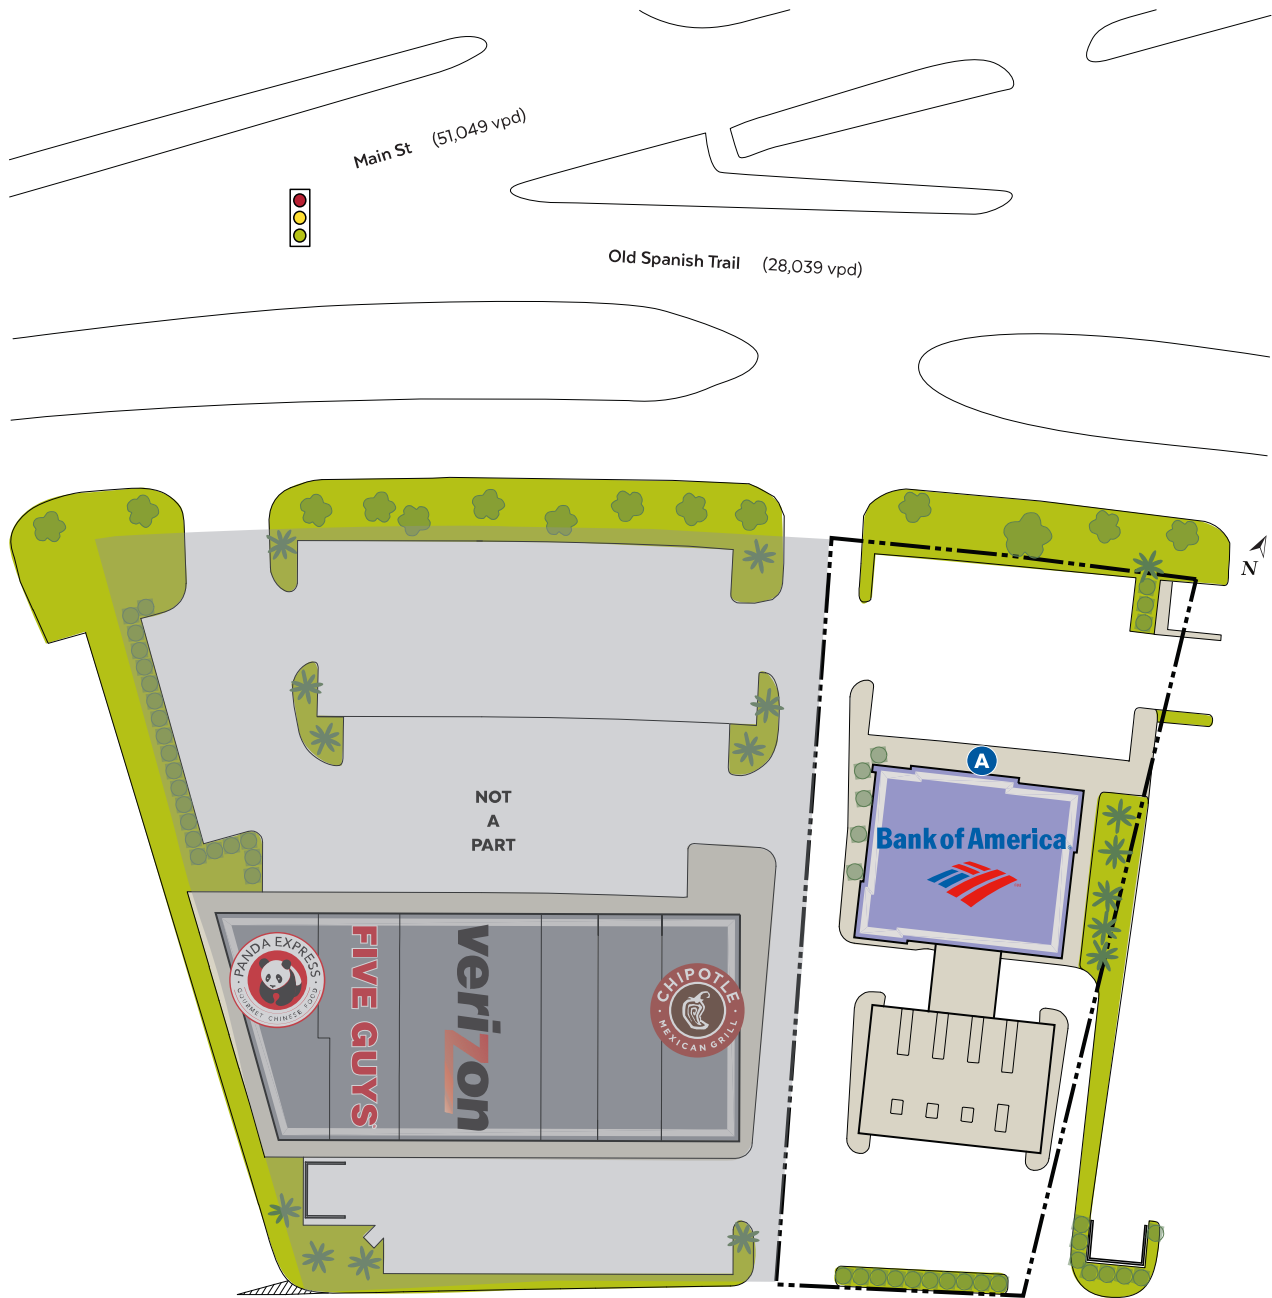 Main St (51,049 vpd)
Old Spanish Trail (28,039 vpd)
N
NOT
A
PART
A
Bank of America
PANDA EXPRESS
GOURMET CHINESE FOOD
FIVE GUYS
verizon
CHIPOTLE
MEXICAN GRILL